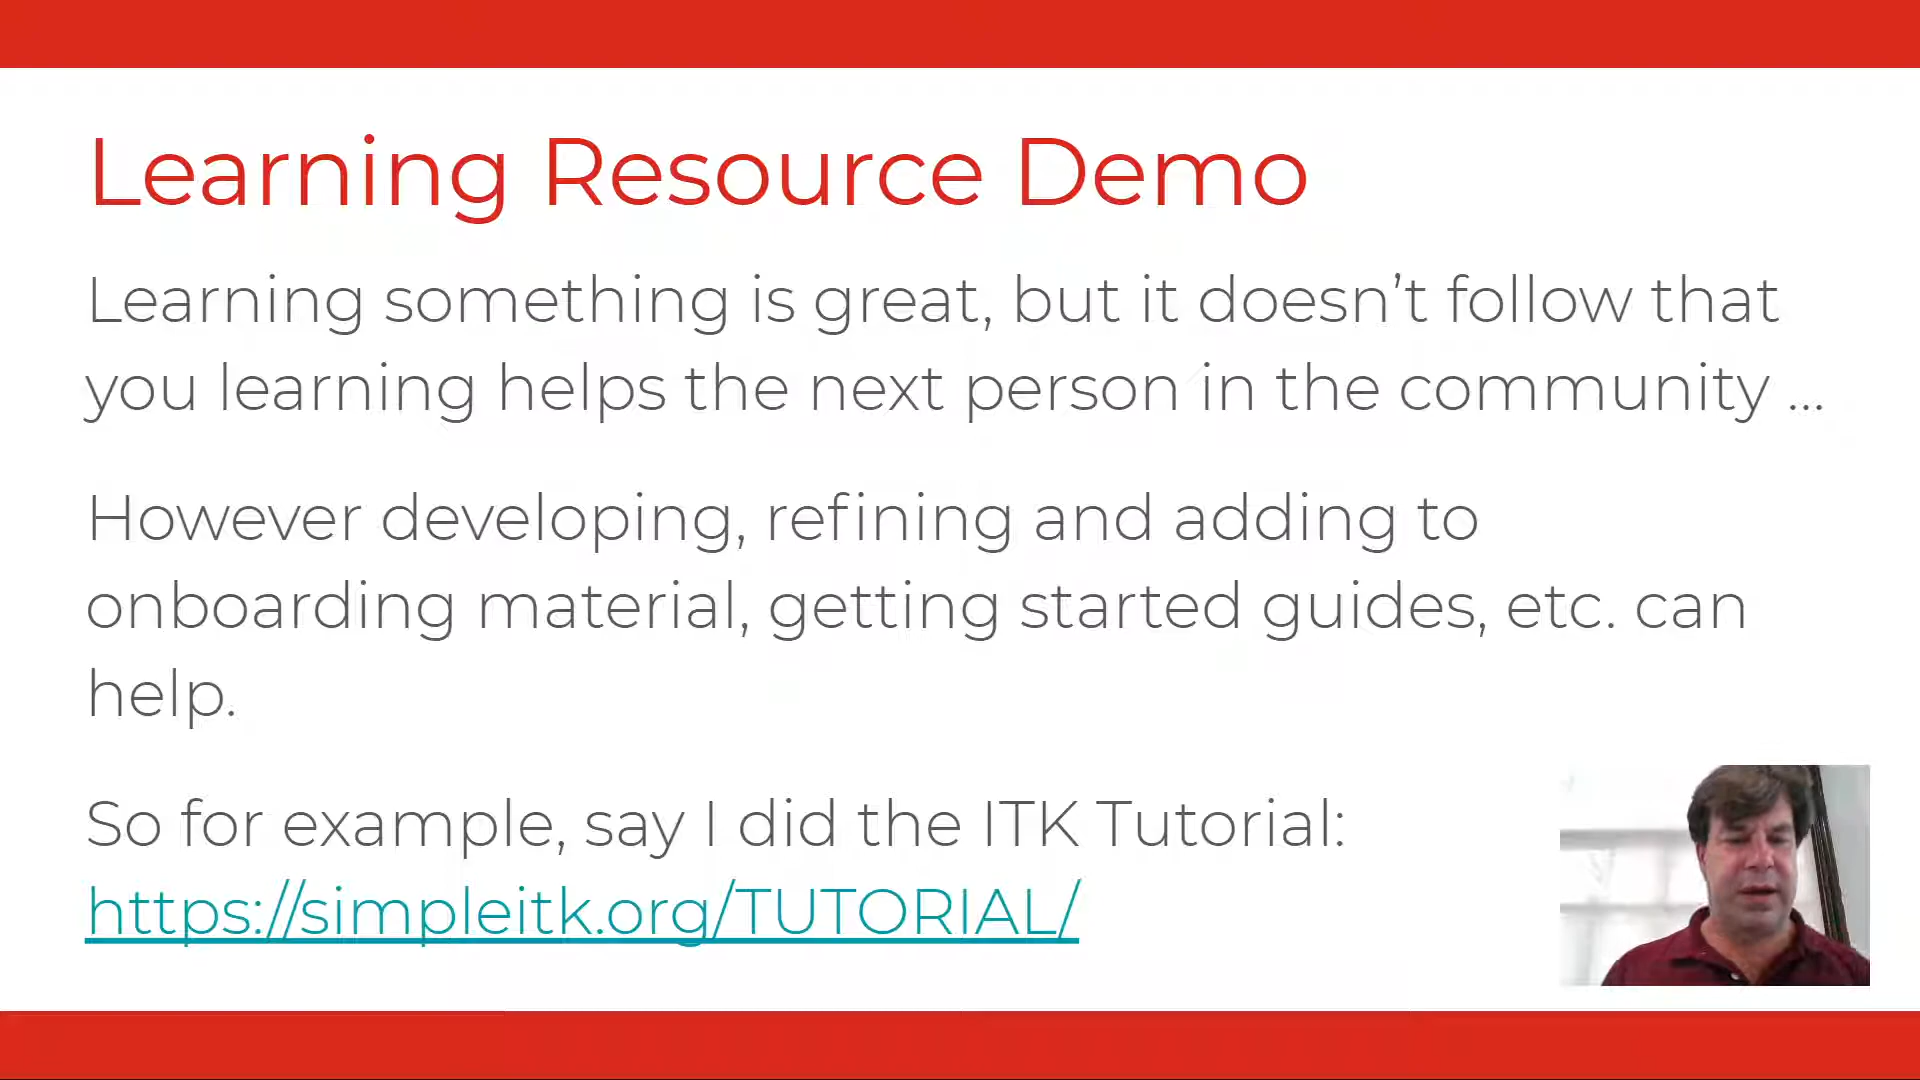 Learning Resource Demo
Learning something is great, but it doesn’t follow that
you learning helps the next person in the community ...
However developing, refining and adding to
onboarding material, getting started guides, etc. can
help.
So for example, say I did the ITK Tutorial:
https://simpleitk.org/TUTORIAL/